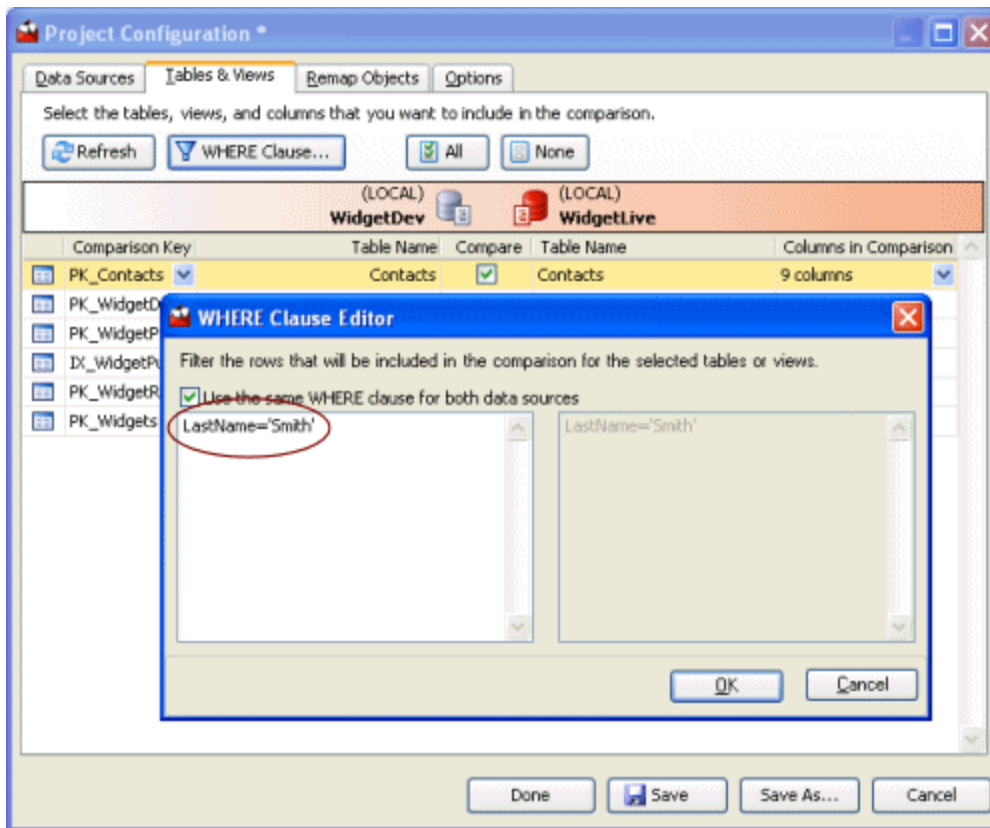 Project Configuration *
Data Sources Tables & Views Remap Objects Options
Select the tables, views, and columns that you want to include in the comparison.
Refresh WHERE Clause... All None
(LOCAL) (LOCAL)
WidgetDev WidgetLive
Comparison Key Table Name Compare Table Name Columns in Comparison
PK_Contacts Contacts Contacts 9 columns
PK_WidgetD
PK_WidgetP
IX_WidgetPu
PK_WidgetR
PK_Widgets
WHERE Clause Editor
Filter the rows that will be included in the comparison for the selected tables or views.
Use the same WHERE clause for both data sources
LastName='Smith' LastName='Smith'
OK Cancel
Done Save Save As... Cancel